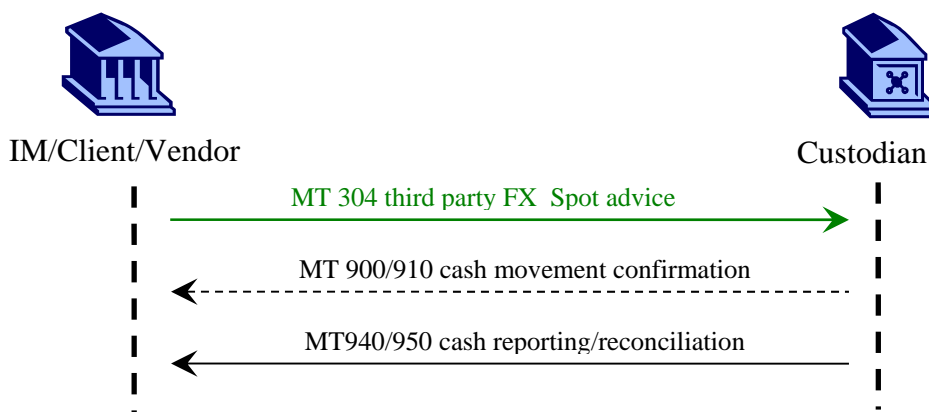 IM/Client/Vendor
Custodian
MT 304 third party FX Spot advice
MT 900/910 cash movement confirmation
MT940/950 cash reporting/reconciliation